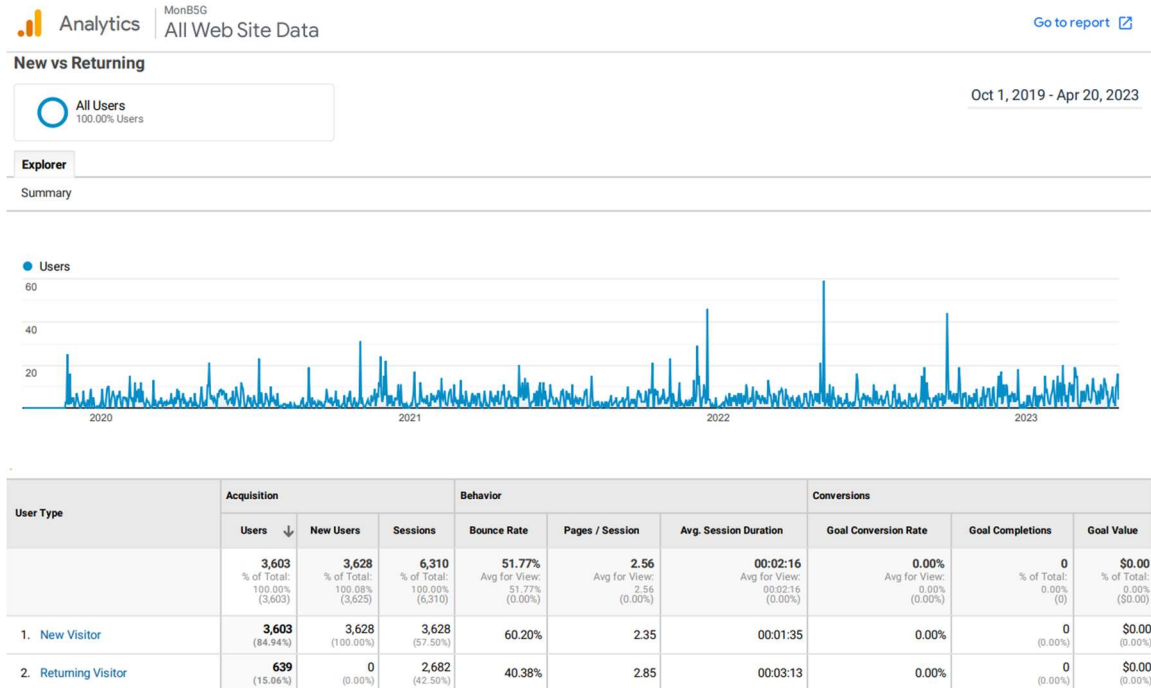 Analytics
MonB5G
All Web Site Data
Go to report
New vs Returning
All Users
100.00% Users
Oct 1, 2019 - Apr 20, 2023
Explorer
Summary
Users
60
40
20
2020 2021 2022 2023
User Type
Acquisition Behavior Conversions
Users New Users Sessions Bounce Rate Pages / Session Avg. Session Duration Goal Conversion Rate Goal Completions Goal Value
3,603 3,628 6,310 51.77% 2.56 00:02:16 0.00% 0 $0.00
% of Total: % of Total: % of Total: Avg for View: Avg for View: Avg for View: Avg for View: % of Total: % of Total:
100.00% 100.08% 100.00% 51.77% 2.56 00:02:16 0.00% 0.00% 0.00%
(3,603) (3,625) (6,310) (0.00%) (0.00%) (0.00%) (0.00%) (0) ($0.00)
1. New Visitor 3,603 3,628 3,628 60.20% 2.35 00:01:35 0.00% 0 $0.00
(84.94%) (100.00%) (57.50%) (0.00%) (0.00%)
2. Returning Visitor 639 0 2,682 40.38% 2.85 00:03:13 0.00% 0 $0.00
(15.06%) (0.00%) (42.50%) (0.00%) (0.00%)